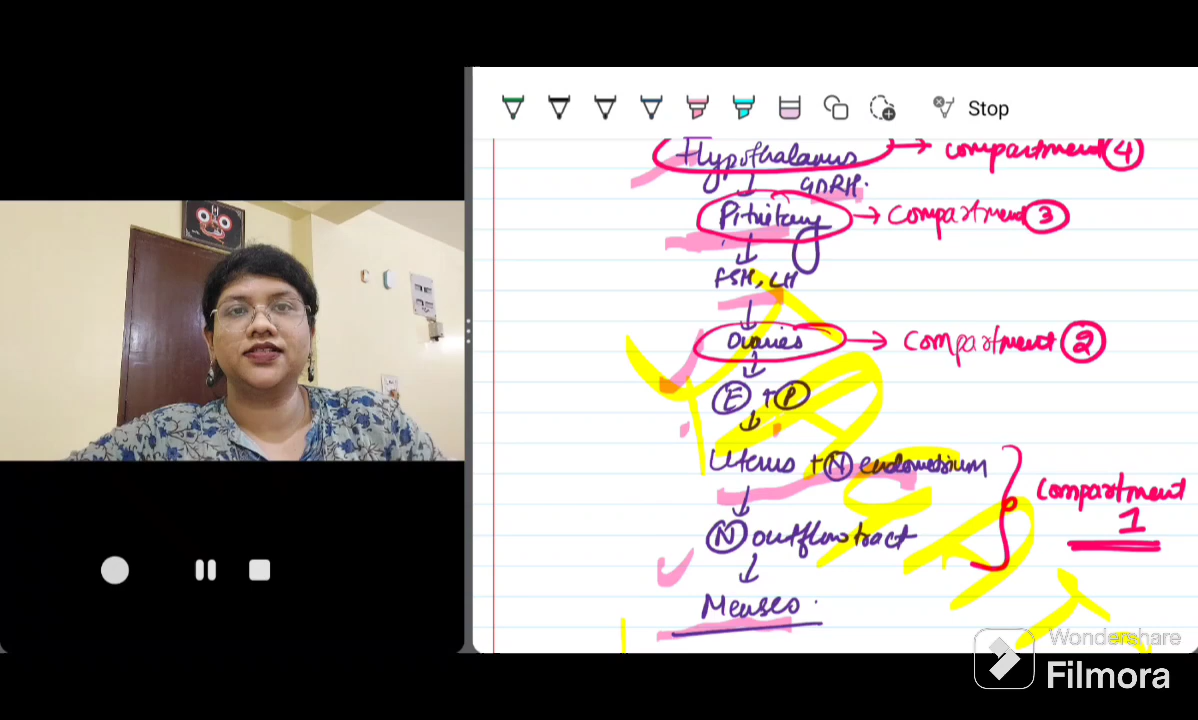 Stop
Hypothalamus → compartment 4
GnRH.
Pituitary → Compartment 3
FSH, LH
Ovaries → Compartment 2
E + P
Uterus + N endometrium
Compartment
1
N outflow tract
Menses.
Wondershare
Filmora